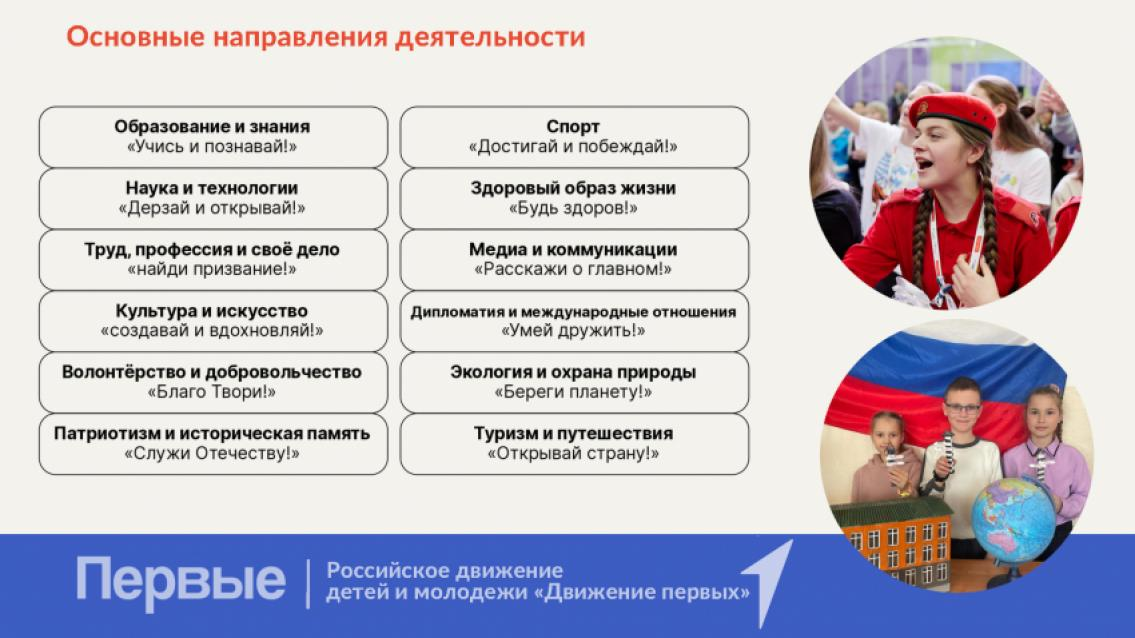 Основные направления деятельности
Образование и знания
«Учись и познавай!»
Наука и технологии
«Дерзай и открывай!»
Труд, профессия и своё дело
«найди призвание!»
Культура и искусство
«создавай и вдохновляй!»
Волонтёрство и добровольчество
«Благо Твори!»
Патриотизм и историческая память
«Служи Отечеству!»
Спорт
«Достигай и побеждай!»
Здоровый образ жизни
«Будь здоров!»
Медиа и коммуникации
«Расскажи о главном!»
Дипломатия и международные отношения
«Умей дружить!»
Экология и охрана природы
«Береги планету!»
Туризм и путешествия
«Открывай страну!»
Первые
Российское движение
детей и молодежи «Движение первых»